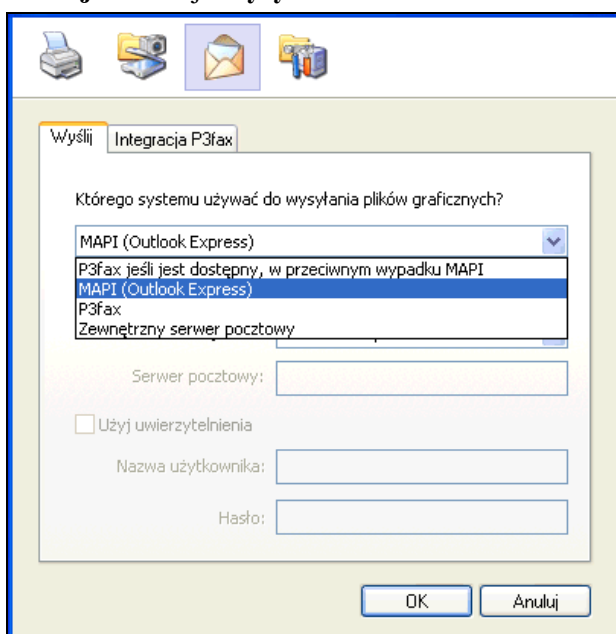 Wyślij
Integracja P3fax
Którego systemu używać do wysyłania plików graficznych?
MAPI (Outlook Express)
P3fax jeśli jest dostępny, w przeciwnym wypadku MAPI
MAPI (Outlook Express)
P3fax
Zewnętrzny serwer pocztowy
Serwer pocztowy:
Użyj uwierzytelnienia
Nazwa użytkownika:
Hasło:
OK
Anuluj